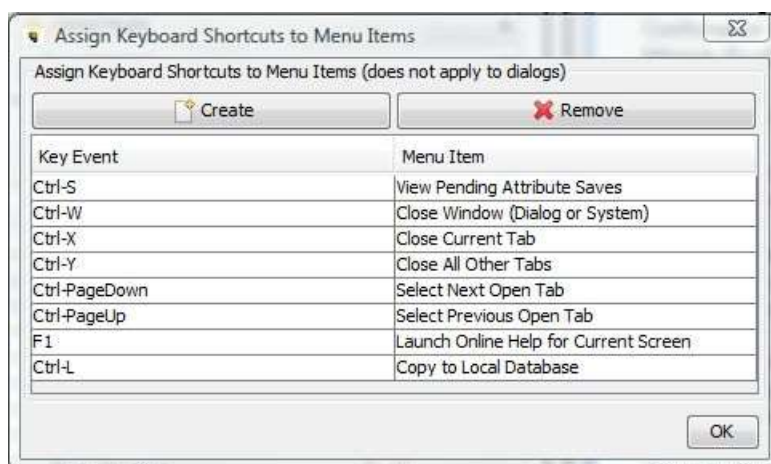 Assign Keyboard Shortcuts to Menu Items
Assign Keyboard Shortcuts to Menu Items (does not apply to dialogs)
Create Remove
Key Event Menu Item
Ctrl-S View Pending Attribute Saves
Ctrl-W Close Window (Dialog or System)
Ctrl-X Close Current Tab
Ctrl-Y Close All Other Tabs
Ctrl-PageDown Select Next Open Tab
Ctrl-PageUp Select Previous Open Tab
F1 Launch Online Help for Current Screen
Ctrl-L Copy to Local Database
OK